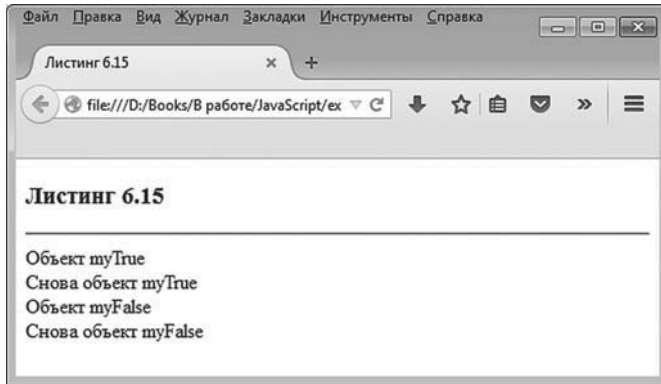 Файл Правка Вид Журнал Закладки Инструменты Справка
Листинг 6.15
file:///D:/Books/В работе/JavaScript/ex
Листинг 6.15
Объект myTrue
Снова объект myTrue
Объект myFalse
Снова объект myFalse